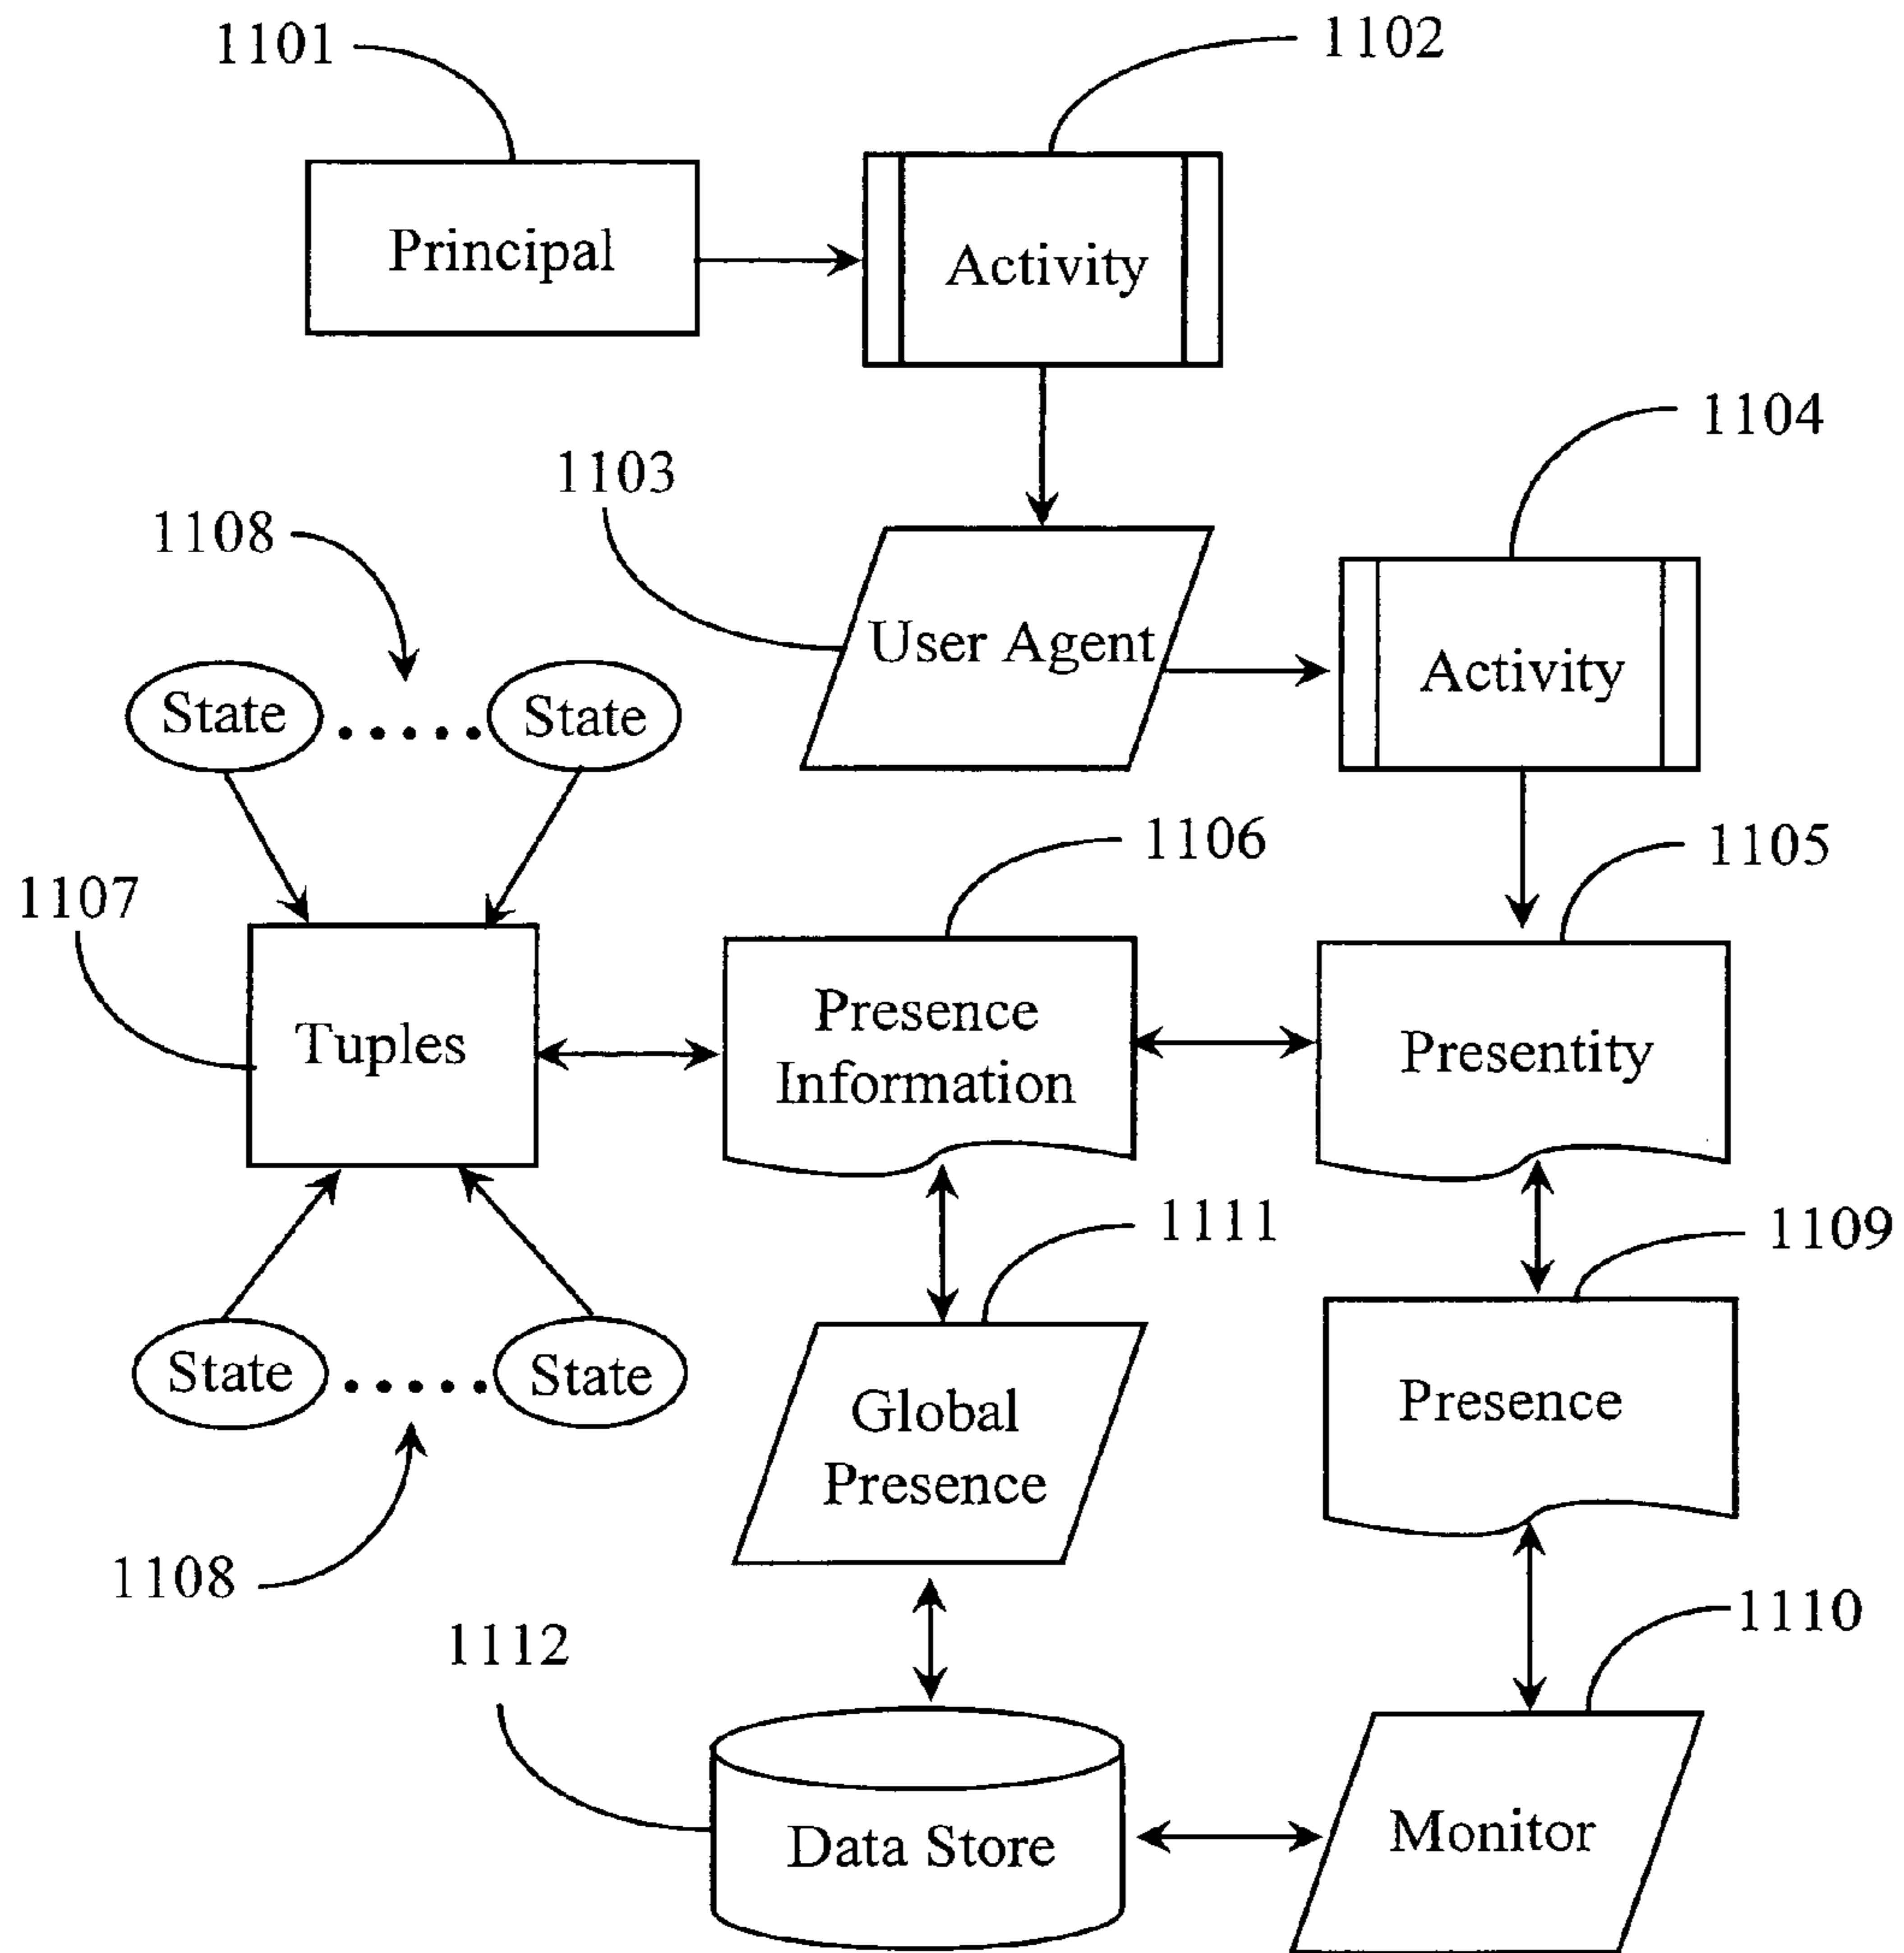 1101
1102
Principal
Activity
1104
1103
1108
User Agent
Activity
State
State
1106
1105
1107
Presence
Information
Tuples
Presentity
1111
1109
State
State
Global
Presence
Presence
1108
1112
1110
Data Store
Monitor